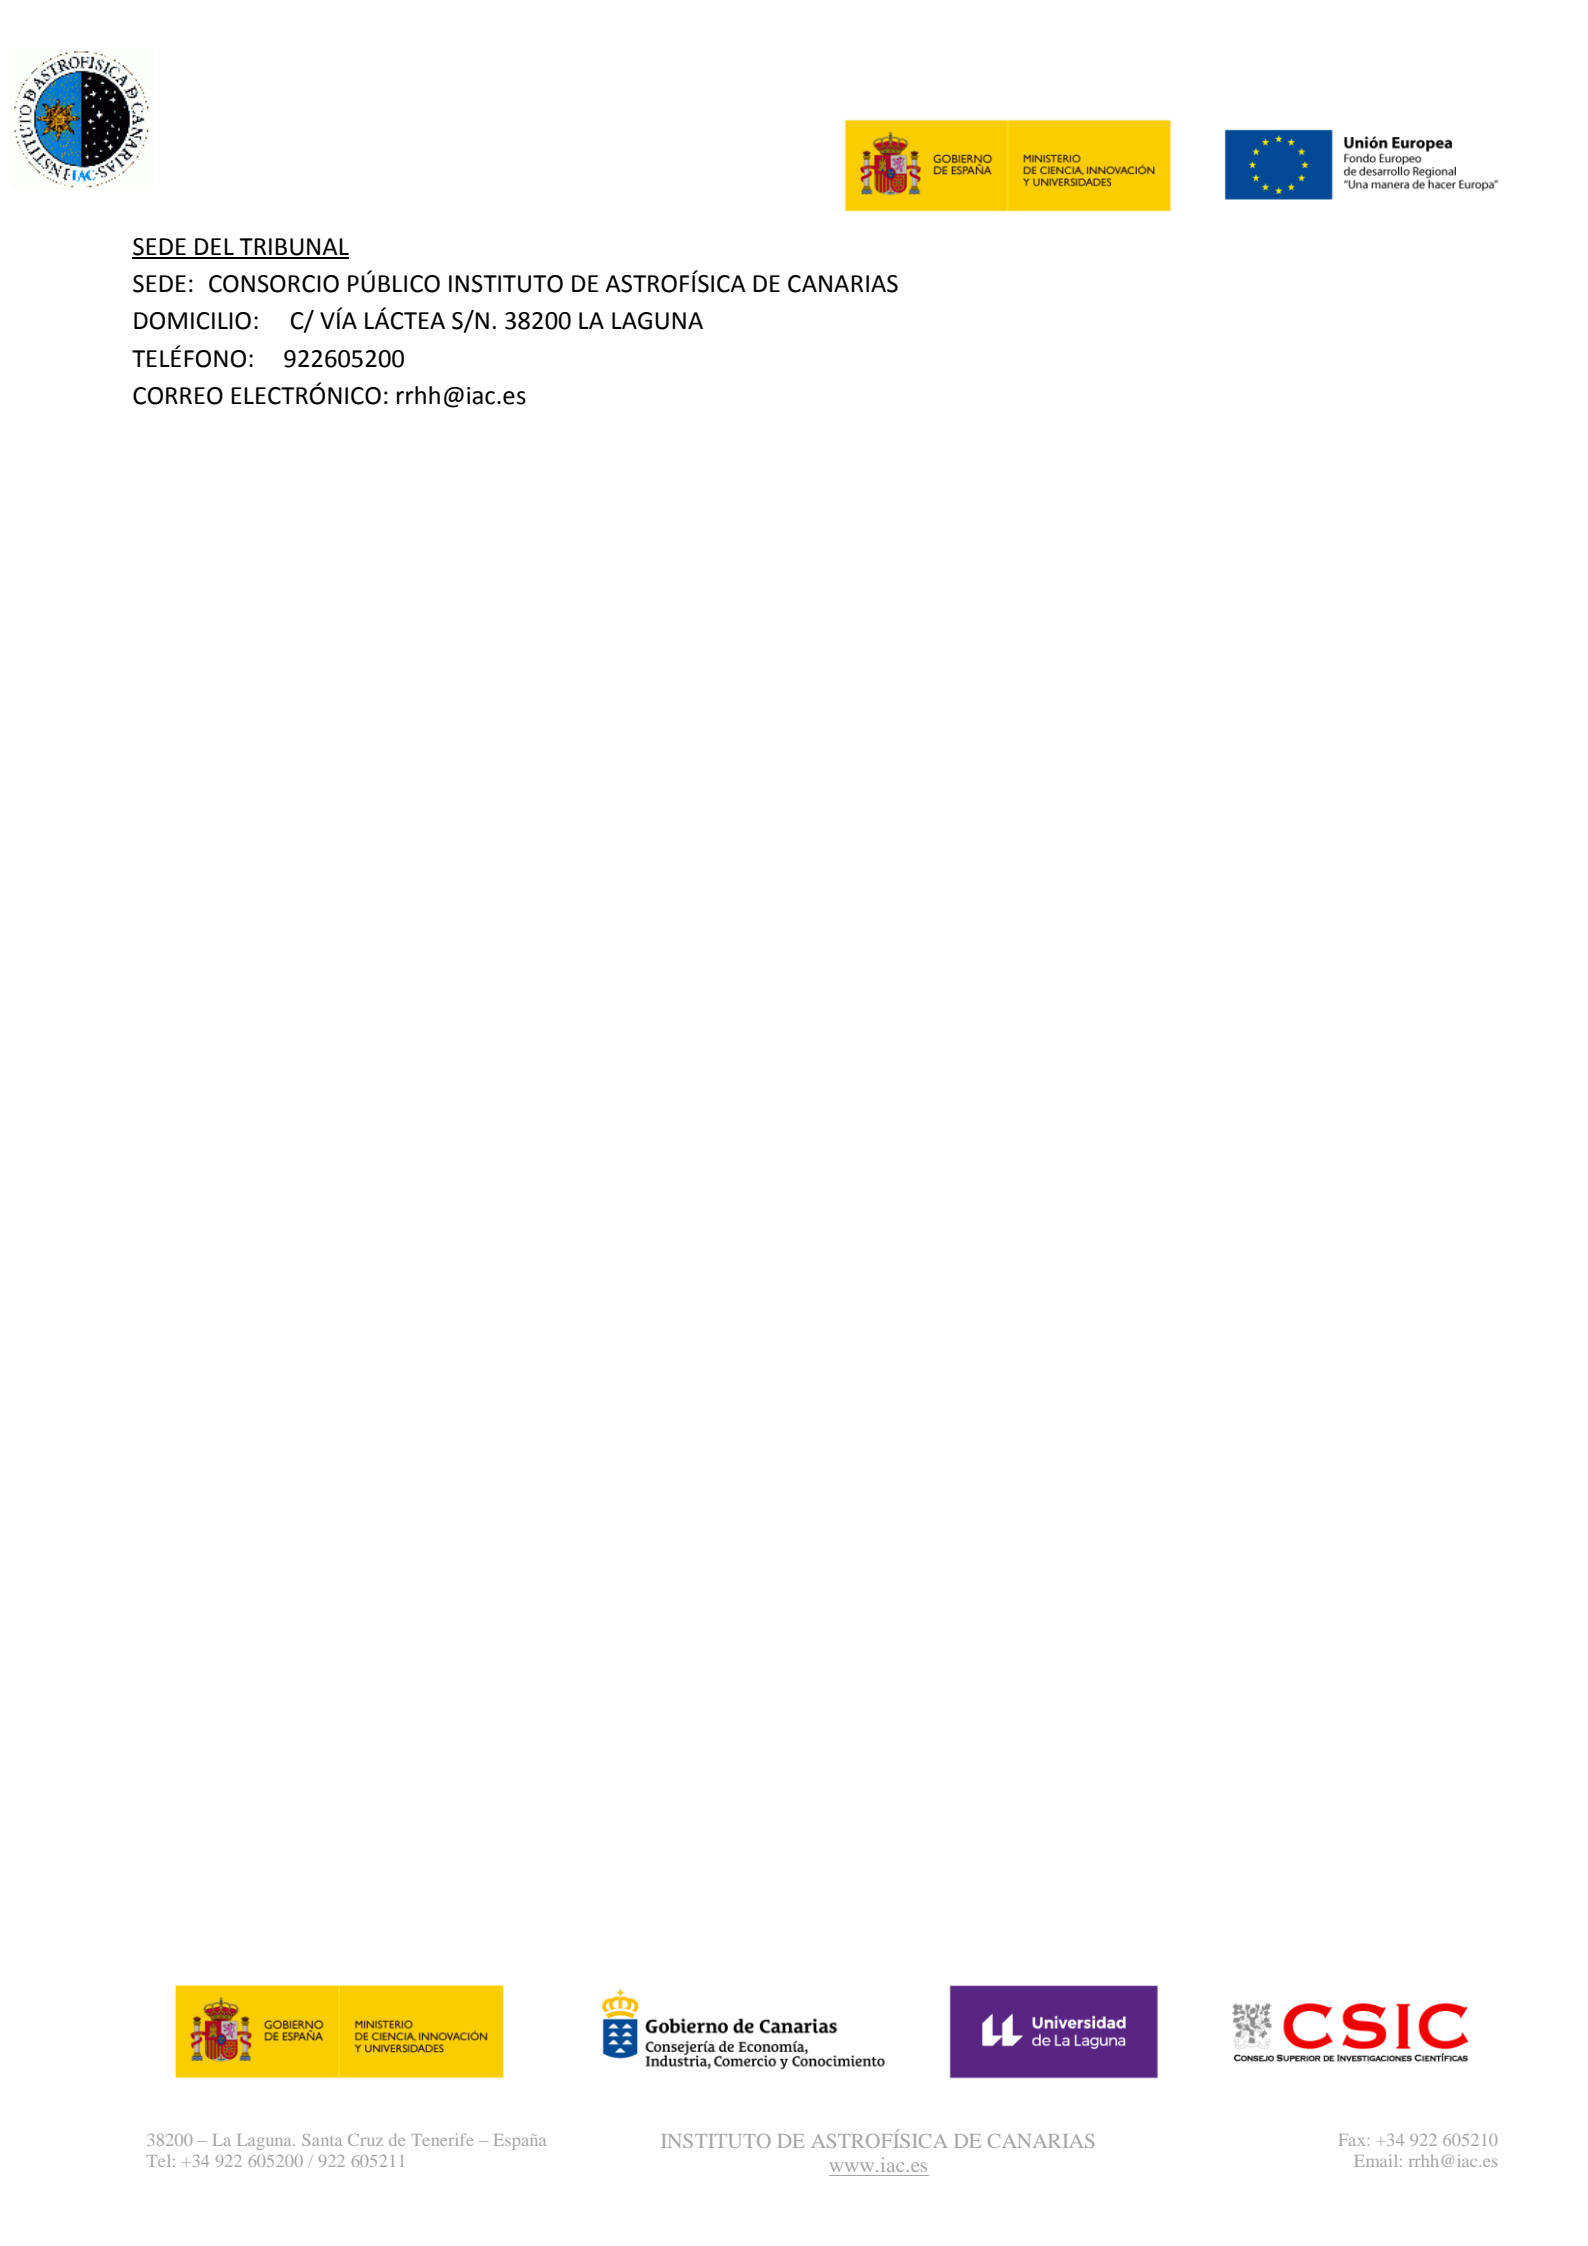 INSTITUTO DE ASTROFISICA DE CANARIAS
IAC
GOBIERNO
DE ESPAÑA
MINISTERIO
DE CIENCIA, INNOVACIÓN
Y UNIVERSIDADES
Unión Europea
Fondo Europeo
de desarrollo Regional
"Una manera de hacer Europa"
SEDE DEL TRIBUNAL
SEDE: CONSORCIO PÚBLICO INSTITUTO DE ASTROFÍSICA DE CANARIAS
DOMICILIO: C/ VÍA LÁCTEA S/N. 38200 LA LAGUNA
TELÉFONO: 922605200
CORREO ELECTRÓNICO: rrhh@iac.es
GOBIERNO
DE ESPAÑA
MINISTERIO
DE CIENCIA, INNOVACIÓN
Y UNIVERSIDADES
Gobierno de Canarias
Consejería de Economía,
Industria, Comercio y Conocimiento
Universidad
de La Laguna
CSIC
CONSEJO SUPERIOR DE INVESTIGACIONES CIENTÍFICAS
38200 – La Laguna. Santa Cruz de Tenerife – España
Tel: +34 922 605200 / 922 605211
INSTITUTO DE ASTROFÍSICA DE CANARIAS
www.iac.es
Fax: +34 922 605210
Email: rrhh@iac.es